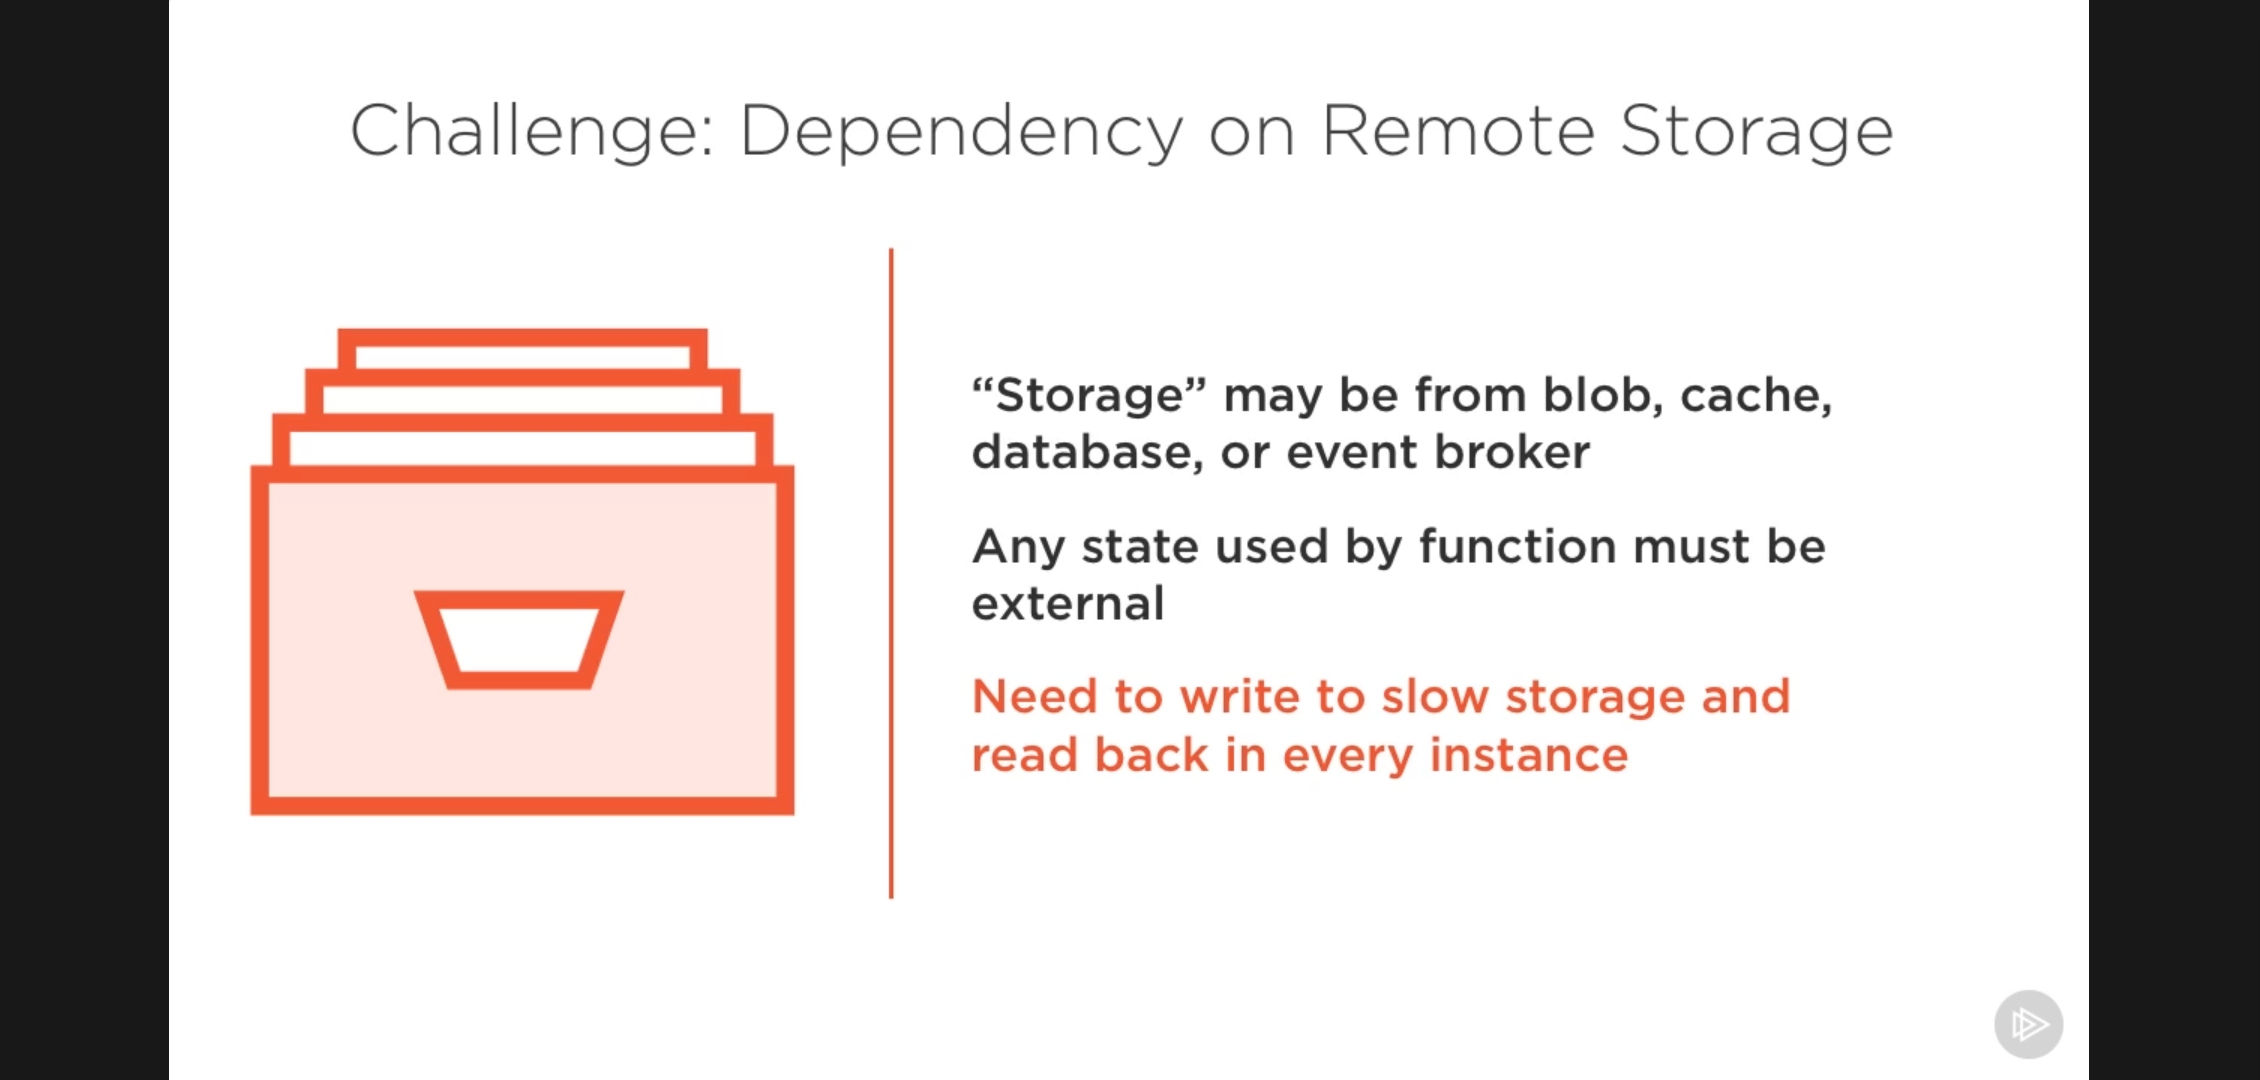 Challenge: Dependency on Remote Storage
“Storage” may be from blob, cache,
database, or event broker
Any state used by function must be
external
Need to write to slow storage and
read back in every instance